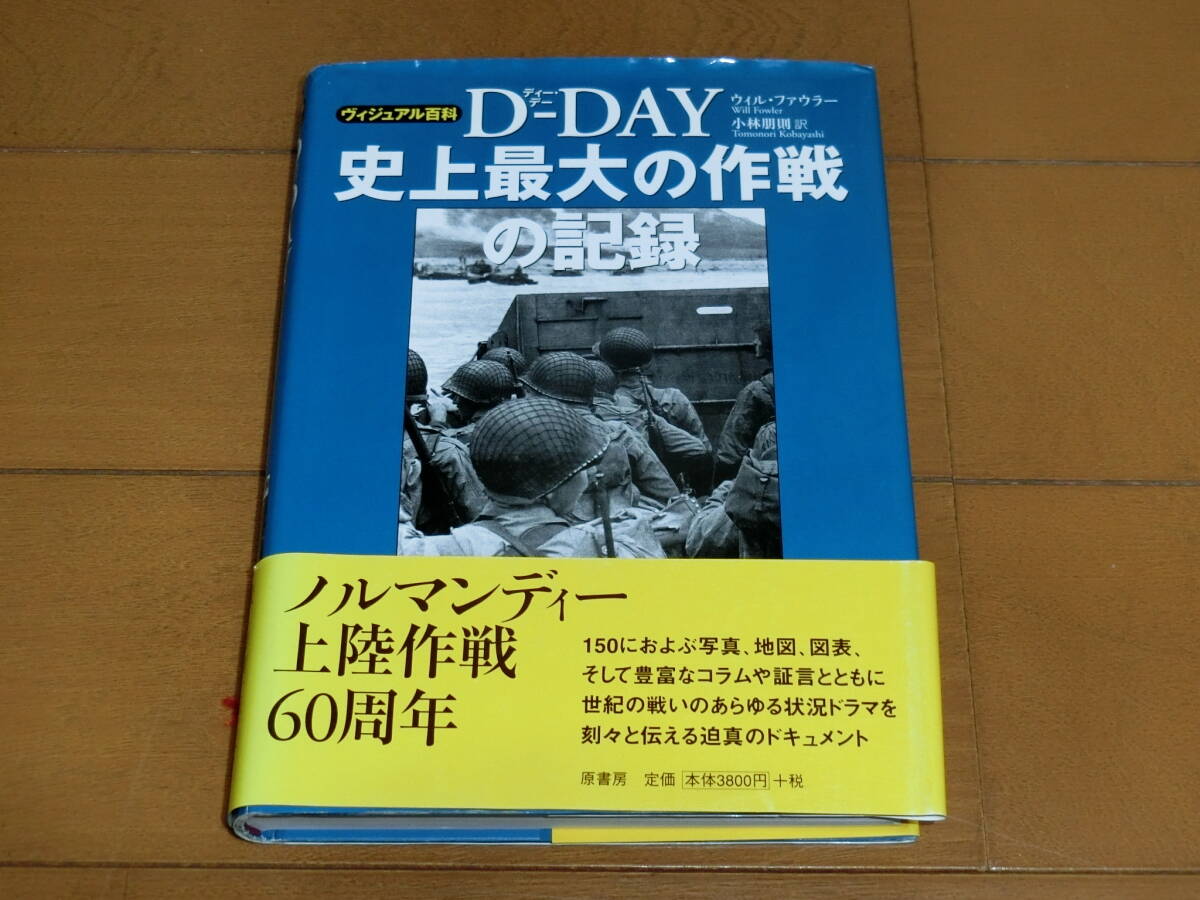 ヴィジュアル百科
ディー・
デー
D-DAY
ウィル・ファウラー
Will Fowler
小林朋則 訳
Tomonori Kobayashi
史上最大の作戦
の記録
ノルマンディー
上陸作戦
60周年
150におよぶ写真、地図、図表、
そして豊富なコラムや証言とともに
世紀の戦いのあらゆる状況ドラマを
刻々と伝える迫真のドキュメント
原書房 定価 本体3800円 +税